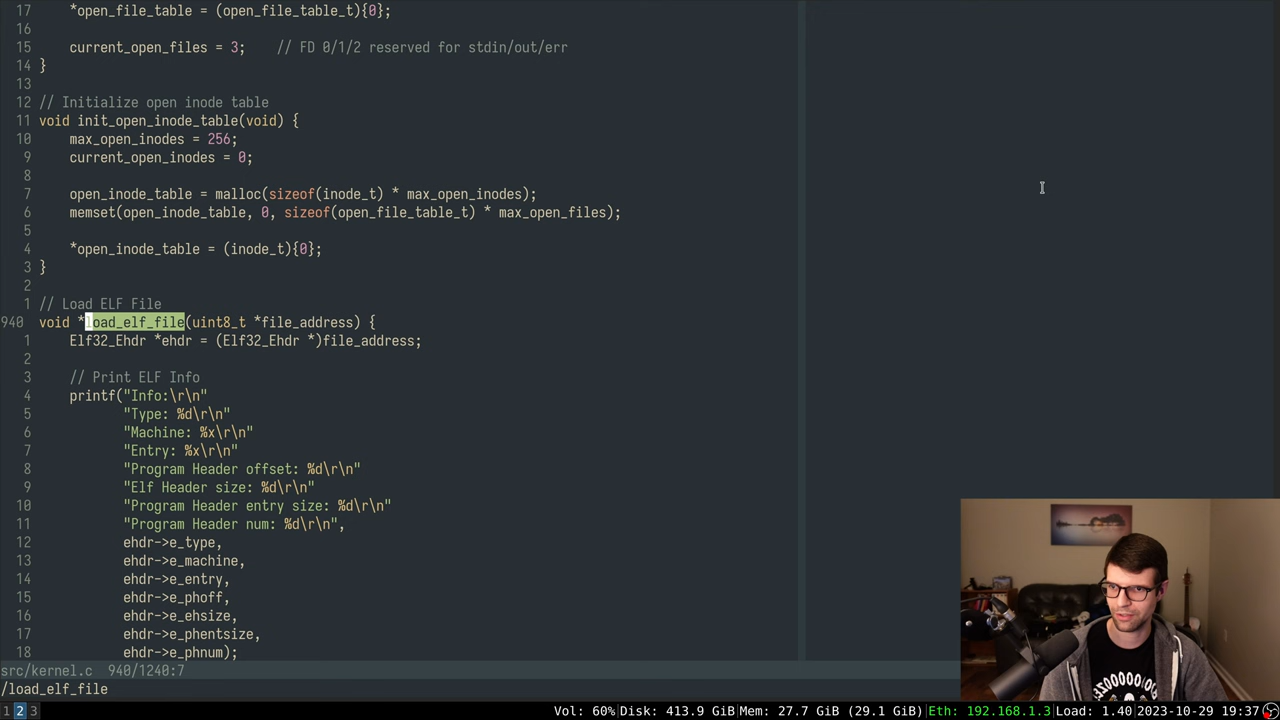 17     *open_file_table = (open_file_table_t){0};
16
15     current_open_files = 3;    // FD 0/1/2 reserved for stdin/out/err
14 }
13
12 // Initialize open inode table
11 void init_open_inode_table(void) {
10     max_open_inodes = 256;
9     current_open_inodes = 0;
8
7     open_inode_table = malloc(sizeof(inode_t) * max_open_inodes);
6     memset(open_inode_table, 0, sizeof(open_file_table_t) * max_open_files);
5
4     *open_inode_table = (inode_t){0};
3 }
2
1 // Load ELF File
940 void *load_elf_file(uint8_t *file_address) {
1     Elf32_Ehdr *ehdr = (Elf32_Ehdr *)file_address;
2
3     // Print ELF Info
4     printf("Info:\r\n"
5            "Type: %d\r\n"
6            "Machine: %x\r\n"
7            "Entry: %x\r\n"
8            "Program Header offset: %d\r\n"
9            "Elf Header size: %d\r\n"
10            "Program Header entry size: %d\r\n"
11            "Program Header num: %d\r\n",
12            ehdr->e_type,
13            ehdr->e_machine,
14            ehdr->e_entry,
15            ehdr->e_phoff,
16            ehdr->e_ehsize,
17            ehdr->e_phentsize,
18            ehdr->e_phnum);
src/kernel.c  940/1240:7
/load_elf_file
1 2 3 Vol: 60%|Disk: 413.9 GiB|Mem: 27.7 GiB (29.1 GiB)|Eth: 192.168.1.3|Load: 1.40 2023-10-29 19:37